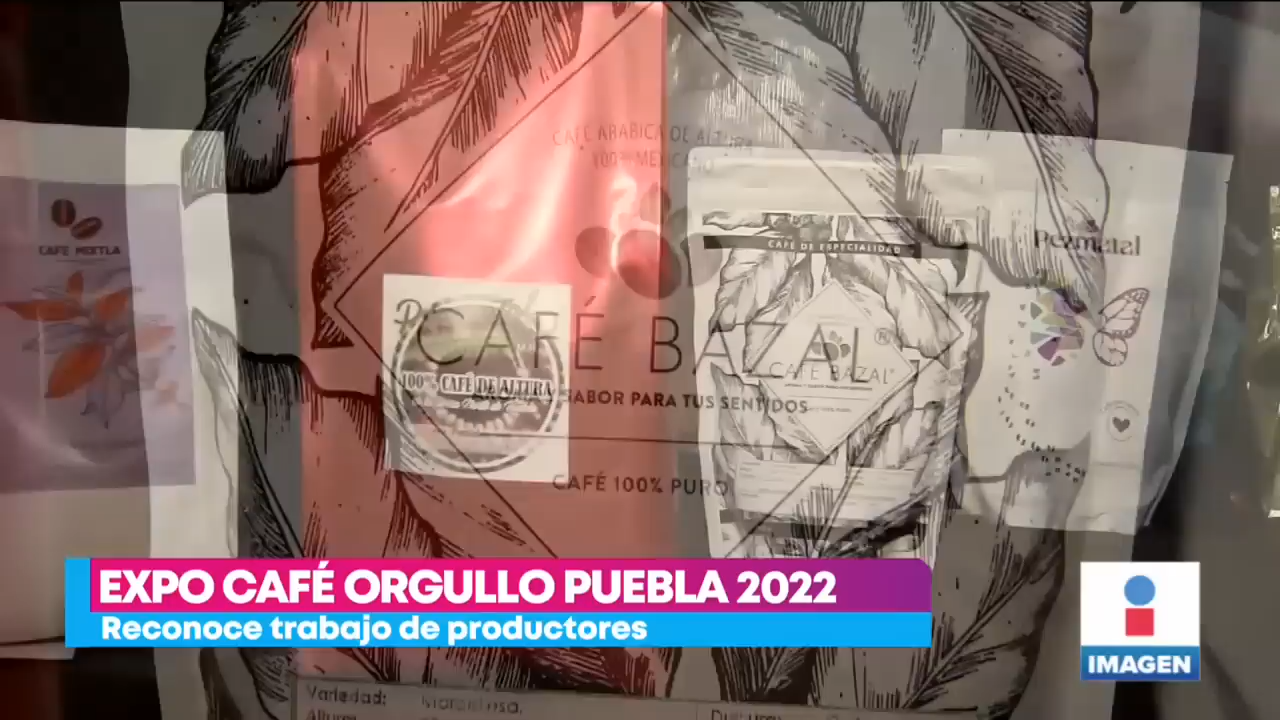 CAFÉ ARABICA DE ALTURA
100% MEXICANO
CAFÉ MIXTLA
CAFÉ DE ESPECIALIDAD
Pezmatal
CAFÉ BAZAL
CAFÉ BAZAL
100% CAFÉ DE ALTURA
SABOR PARA TUS SENTIDOS
CAFÉ 100% PURO
EXPO CAFÉ ORGULLO PUEBLA 2022
Reconoce trabajo de productores
IMAGEN
Variedad: